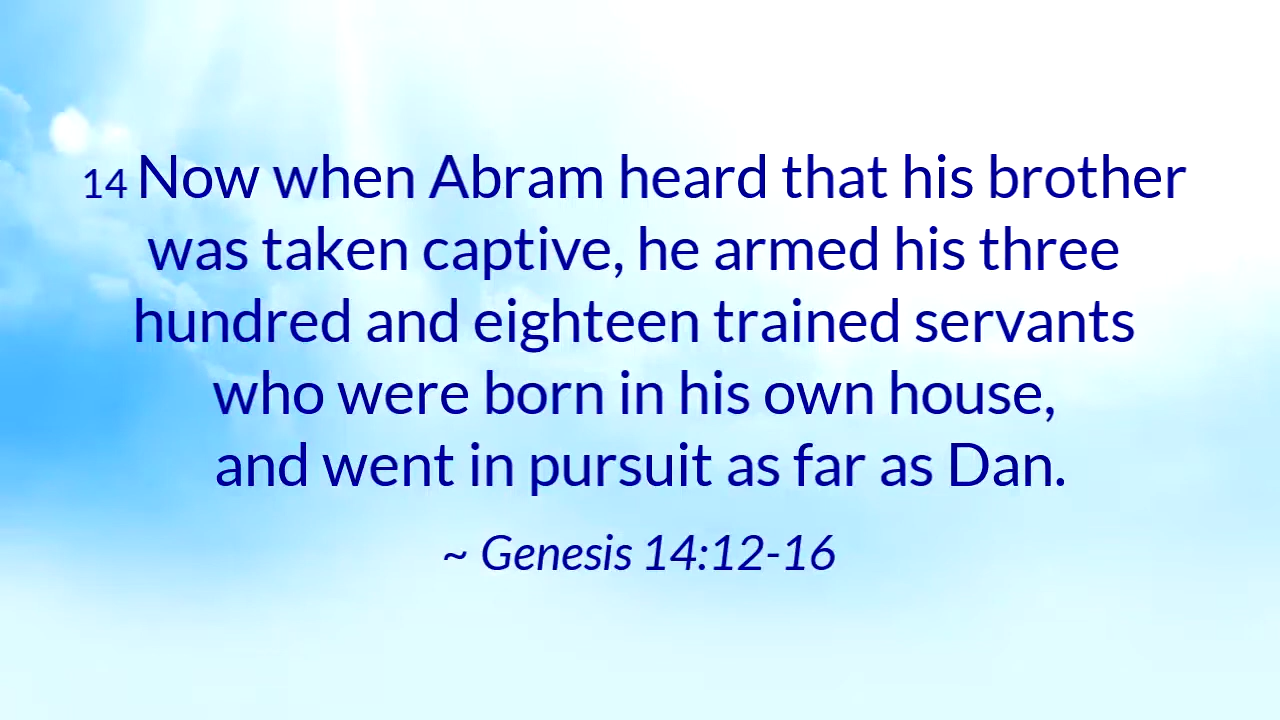 14 Now when Abram heard that his brother
was taken captive, he armed his three
hundred and eighteen trained servants
who were born in his own house,
and went in pursuit as far as Dan.
~ Genesis 14:12-16